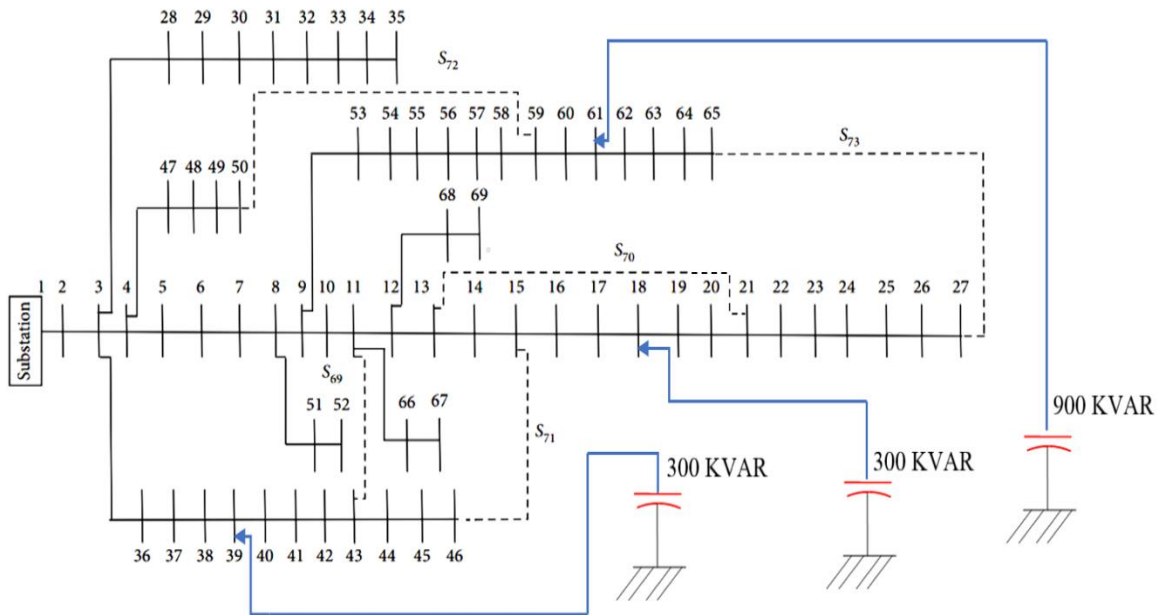 28 29 30 31 32 33 34 35
S72
53 54 55 56 57 58 59 60 61 62 63 64 65
S73
47 48 49 50
68 69
S70
1 2 3 4 5 6 7 8 9 10 11 12 13 14 15 16 17 18 19 20 21 22 23 24 25 26 27
Substation
S69
51 52
66 67
S71
900 KVAR
300 KVAR
300 KVAR
36 37 38 39 40 41 42 43 44 45 46